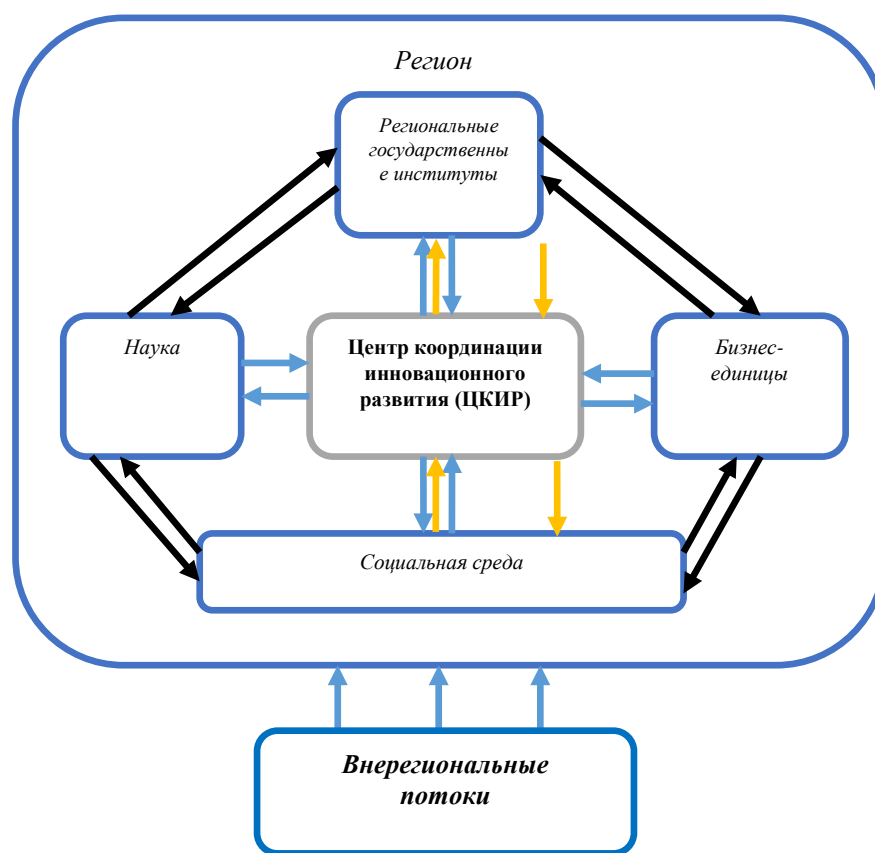 Регион
Региональные
государственны
е институты
Наука
Центр координации
инновационного
развития (ЦКИР)
Бизнес-
единицы
Социальная среда
Внерегиональные
потоки